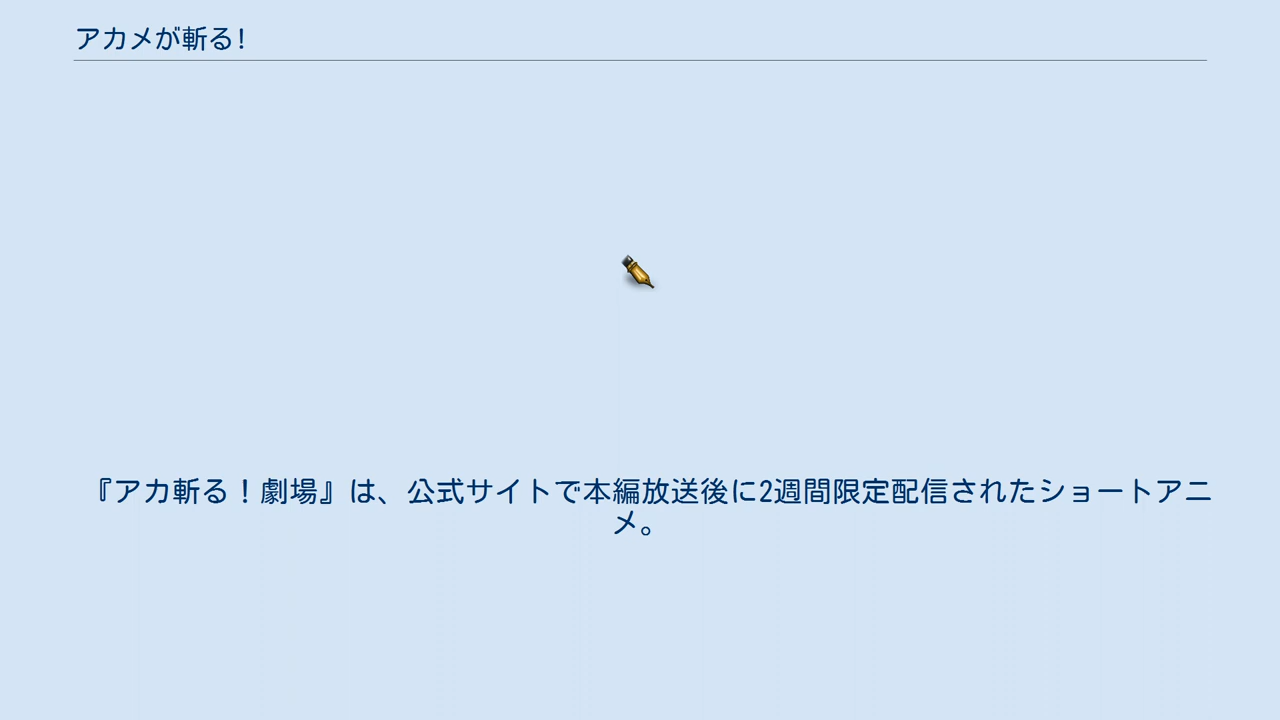 アカメが斬る!
『アカ斬る！劇場』は、公式サイトで本編放送後に2週間限定配信されたショートアニ
メ。